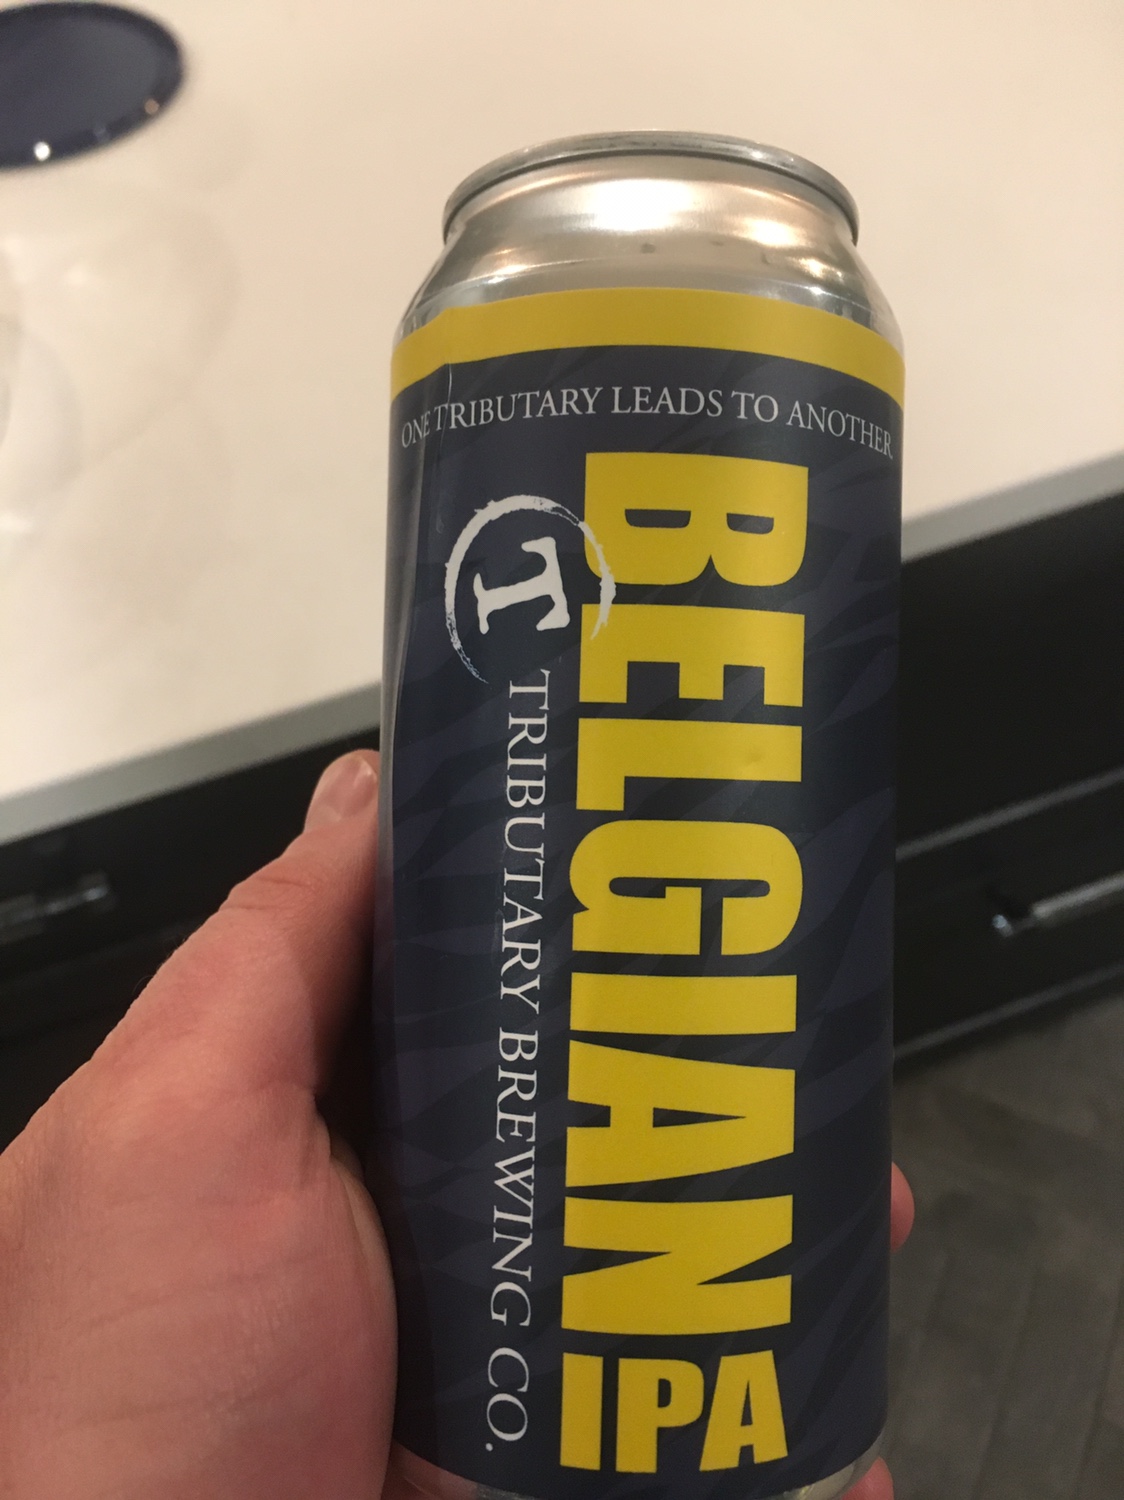 ONE TRIBUTARY LEADS TO ANOTHER
BELGIAN
IPA
T
TRIBUTARY BREWING CO.